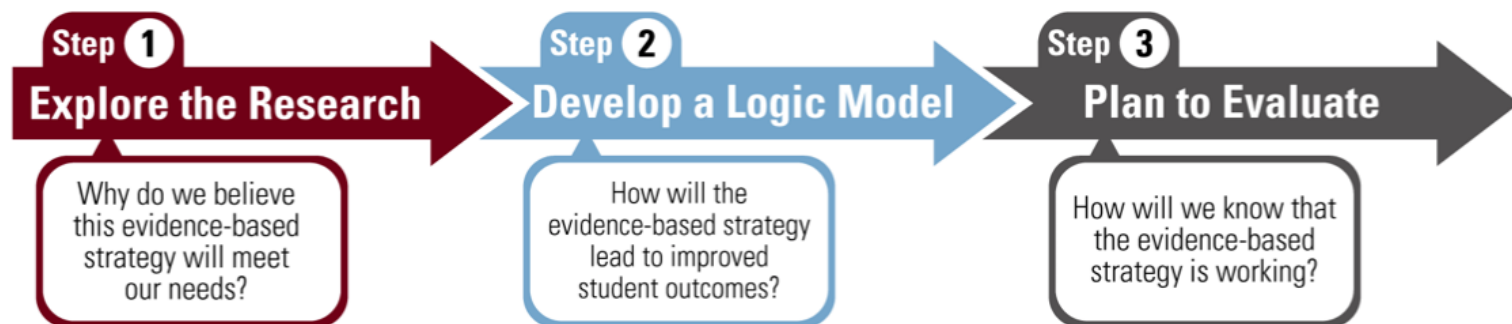 Step 1
Explore the Research
Why do we believe
this evidence-based
strategy will meet
our needs?
Step 2
Develop a Logic Model
How will the
evidence-based strategy
lead to improved
student outcomes?
Step 3
Plan to Evaluate
How will we know that
the evidence-based
strategy is working?